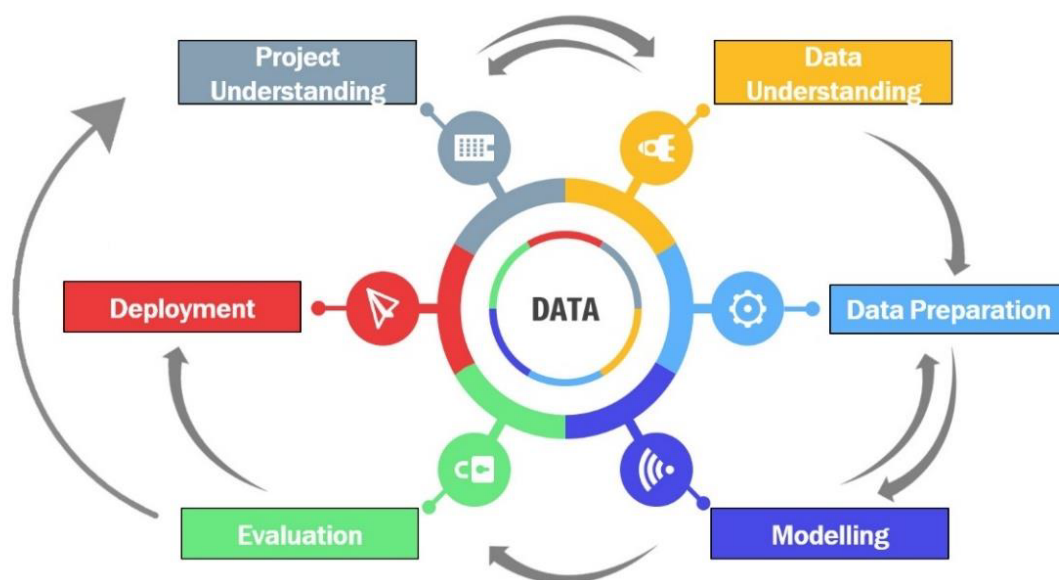 Project
Understanding
Data
Understanding
Deployment
DATA
Data Preparation
Evaluation
Modelling